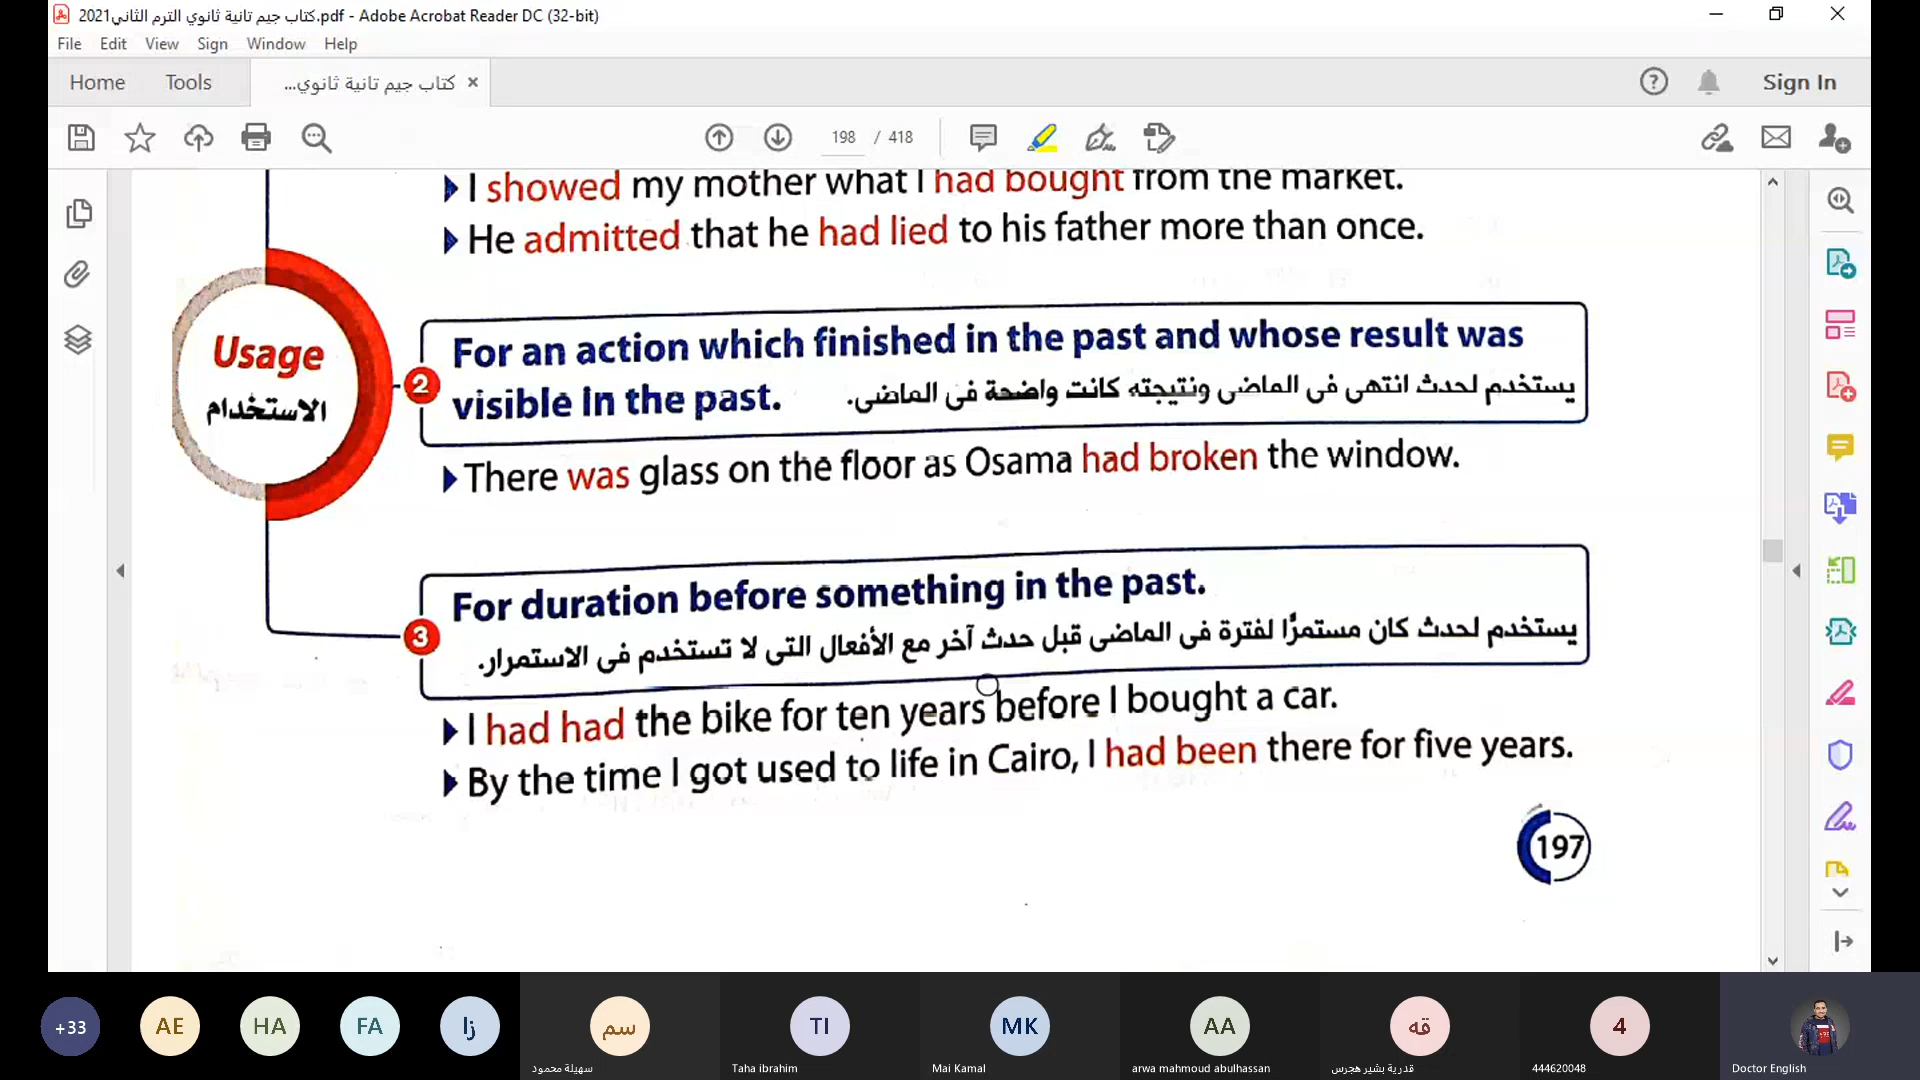 كتاب جيم تانية ثانوي الترم الثاني2021.pdf - Adobe Acrobat Reader DC (32-bit)
File Edit View Sign Window Help
Home Tools كتاب جيم تانية ثانوي... × Sign In
198 / 418
I showed my mother what I had bought from the market.
He admitted that he had lied to his father more than once.
Usage
الاستخدام
2
For an action which finished in the past and whose result was
visible in the past. يستخدم لحدث انتهى فى الماضى ونتيجته كانت واضحة فى الماضى.
There was glass on the floor as Osama had broken the window.
3
For duration before something in the past.
يستخدم لحدث كان مستمرًا لفترة فى الماضى قبل حدث آخر مع الأفعال التى لا تستخدم فى الاستمرار.
I had had the bike for ten years before I bought a car.
By the time I got used to life in Cairo, I had been there for five years.
197
+33 AE HA FA زا سم TI MK AA قه 4
سهيلة محمود Taha ibrahim Mai Kamal arwa mahmoud abulhassan قدرية بشير هجرس 444620048 Doctor English